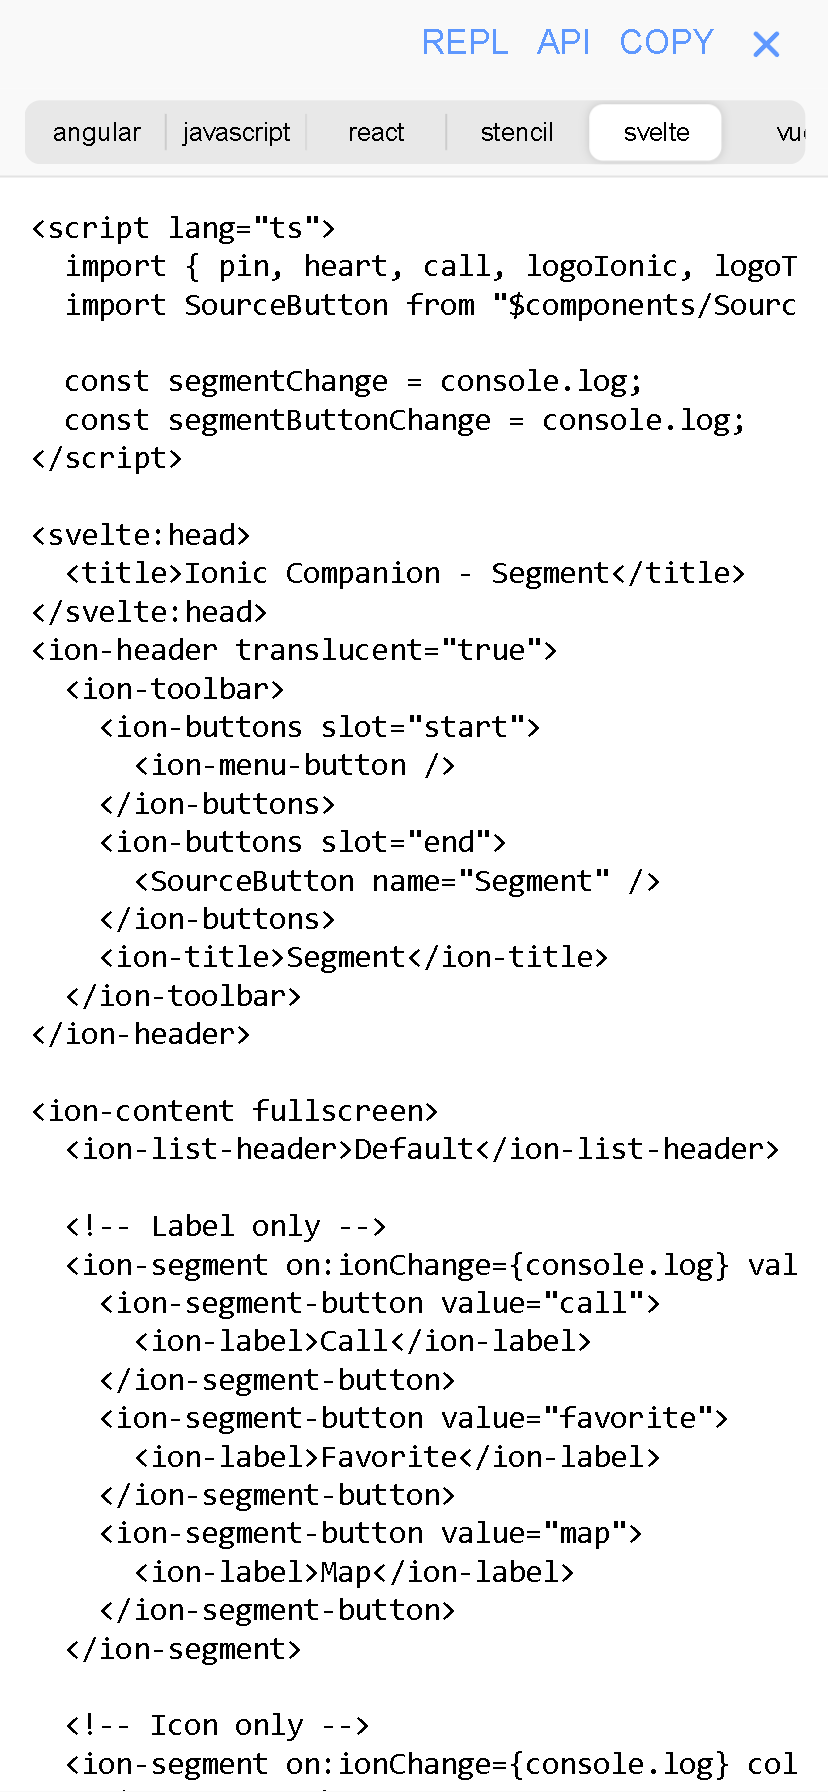 REPL API COPY
angular javascript react stencil svelte
<script lang="ts">
  import { pin, heart, call, logoIonic, logoT
  import SourceButton from "$components/Sourc

  const segmentChange = console.log;
  const segmentButtonChange = console.log;
</script>

<svelte:head>
  <title>Ionic Companion - Segment</title>
</svelte:head>
<ion-header translucent="true">
  <ion-toolbar>
    <ion-buttons slot="start">
      <ion-menu-button />
    </ion-buttons>
    <ion-buttons slot="end">
      <SourceButton name="Segment" />
    </ion-buttons>
    <ion-title>Segment</ion-title>
  </ion-toolbar>
</ion-header>

<ion-content fullscreen>
  <ion-list-header>Default</ion-list-header>

  <!-- Label only -->
  <ion-segment on:ionChange={console.log} val
    <ion-segment-button value="call">
      <ion-label>Call</ion-label>
    </ion-segment-button>
    <ion-segment-button value="favorite">
      <ion-label>Favorite</ion-label>
    </ion-segment-button>
    <ion-segment-button value="map">
      <ion-label>Map</ion-label>
    </ion-segment-button>
  </ion-segment>

  <!-- Icon only -->
  <ion-segment on:ionChange={console.log} col